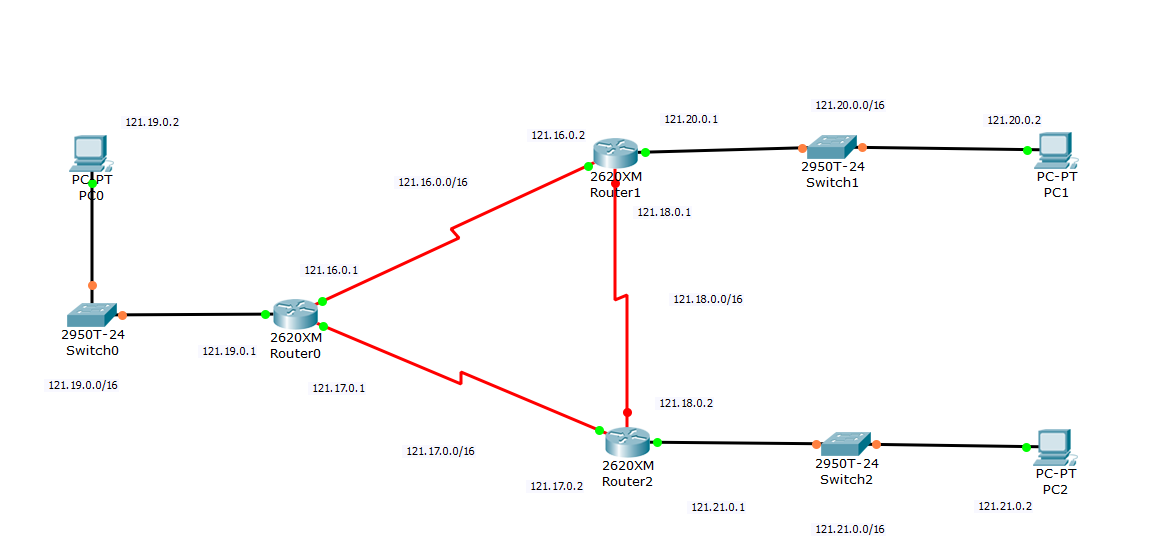 121.19.0.2
PC-PT
PC0
2950T-24
Switch0
121.19.0.0/16
121.19.0.1
2620XM
Router0
121.16.0.1
121.17.0.1
121.16.0.0/16
121.17.0.0/16
121.16.0.2
2620XM
Router1
121.20.0.1
121.20.0.0/16
2950T-24
Switch1
121.20.0.2
PC-PT
PC1
121.18.0.1
121.18.0.0/16
121.18.0.2
2620XM
Router2
121.17.0.2
121.21.0.1
2950T-24
Switch2
121.21.0.0/16
PC-PT
PC2
121.21.0.2